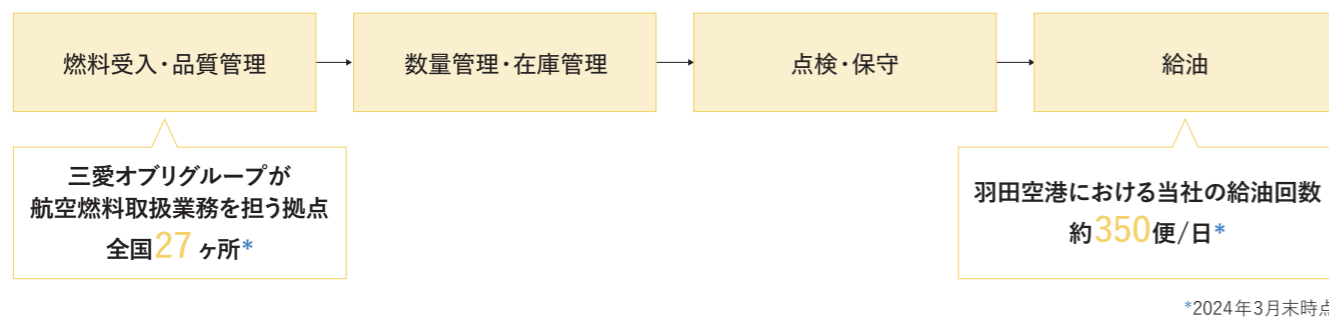 燃料受入・品質管理
数量管理・在庫管理
点検・保守
給油
三愛オブリグループが
航空燃料取扱業務を担う拠点
全国27ヶ所*
羽田空港における当社の給油回数
約350便/日*
*2024年3月末時点